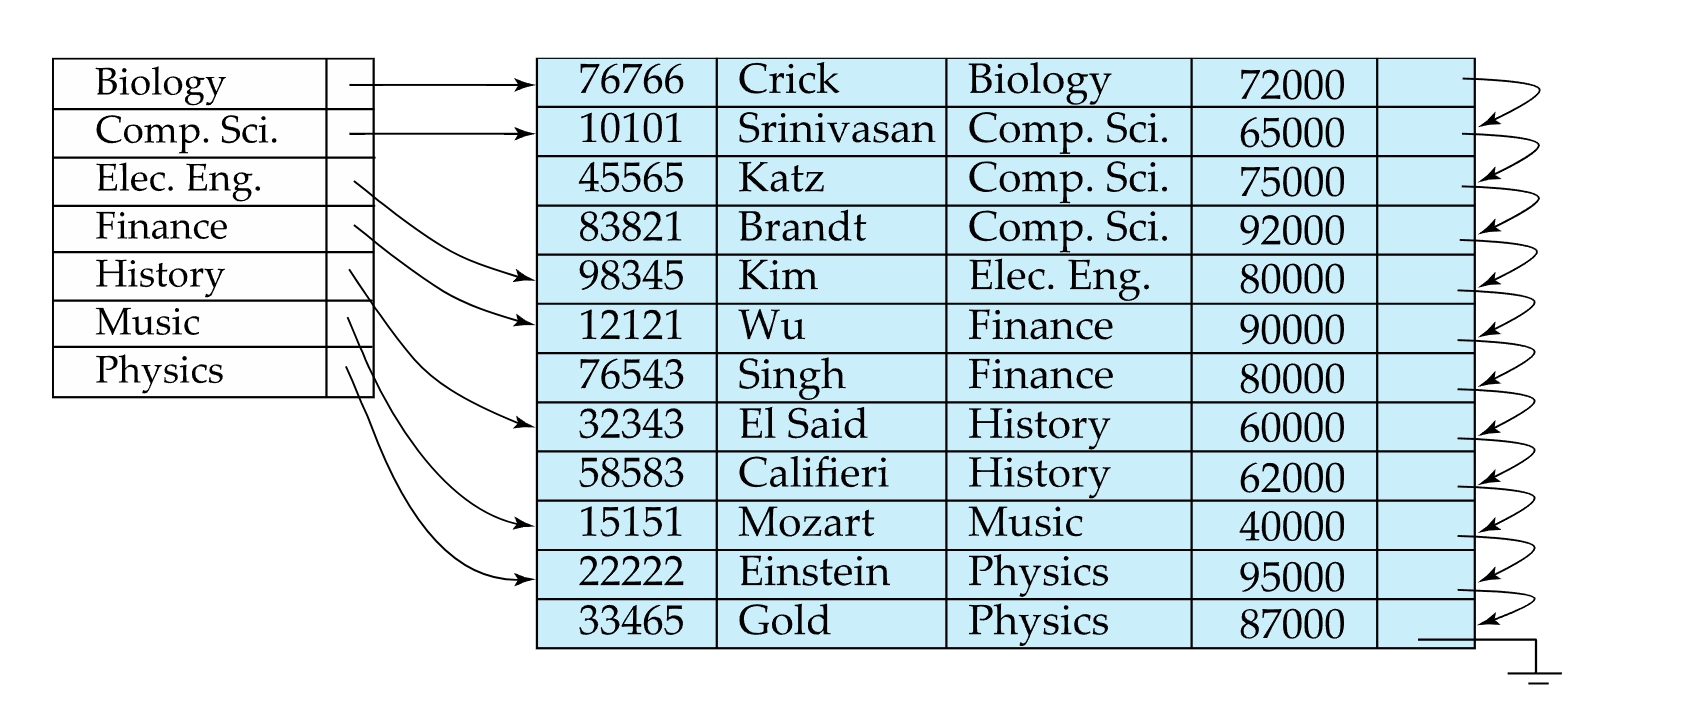 Biology
Comp. Sci.
Elec. Eng.
Finance
History
Music
Physics
76766 Crick Biology 72000
10101 Srinivasan Comp. Sci. 65000
45565 Katz Comp. Sci. 75000
83821 Brandt Comp. Sci. 92000
98345 Kim Elec. Eng. 80000
12121 Wu Finance 90000
76543 Singh Finance 80000
32343 El Said History 60000
58583 Califieri History 62000
15151 Mozart Music 40000
22222 Einstein Physics 95000
33465 Gold Physics 87000